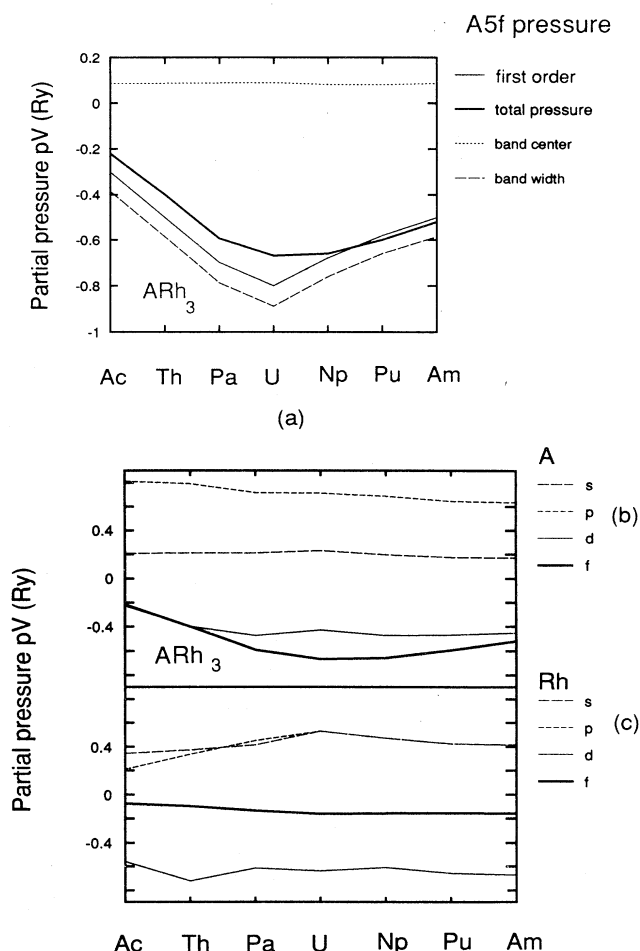 A5f pressure
0.2
0
-0.2
-0.4
-0.6
-0.8
-1
Partial pressure pV (Ry)
first order
total pressure
band center
band width
ARh3
Ac Th Pa U Np Pu Am
(a)
A
s
p
d
f
(b)
0.4
0
-0.4
ARh3
Partial pressure pV (Ry)
Rh
s
p
d
f
(c)
0.4
0
-0.4
Ac Th Pa U Np Pu Am